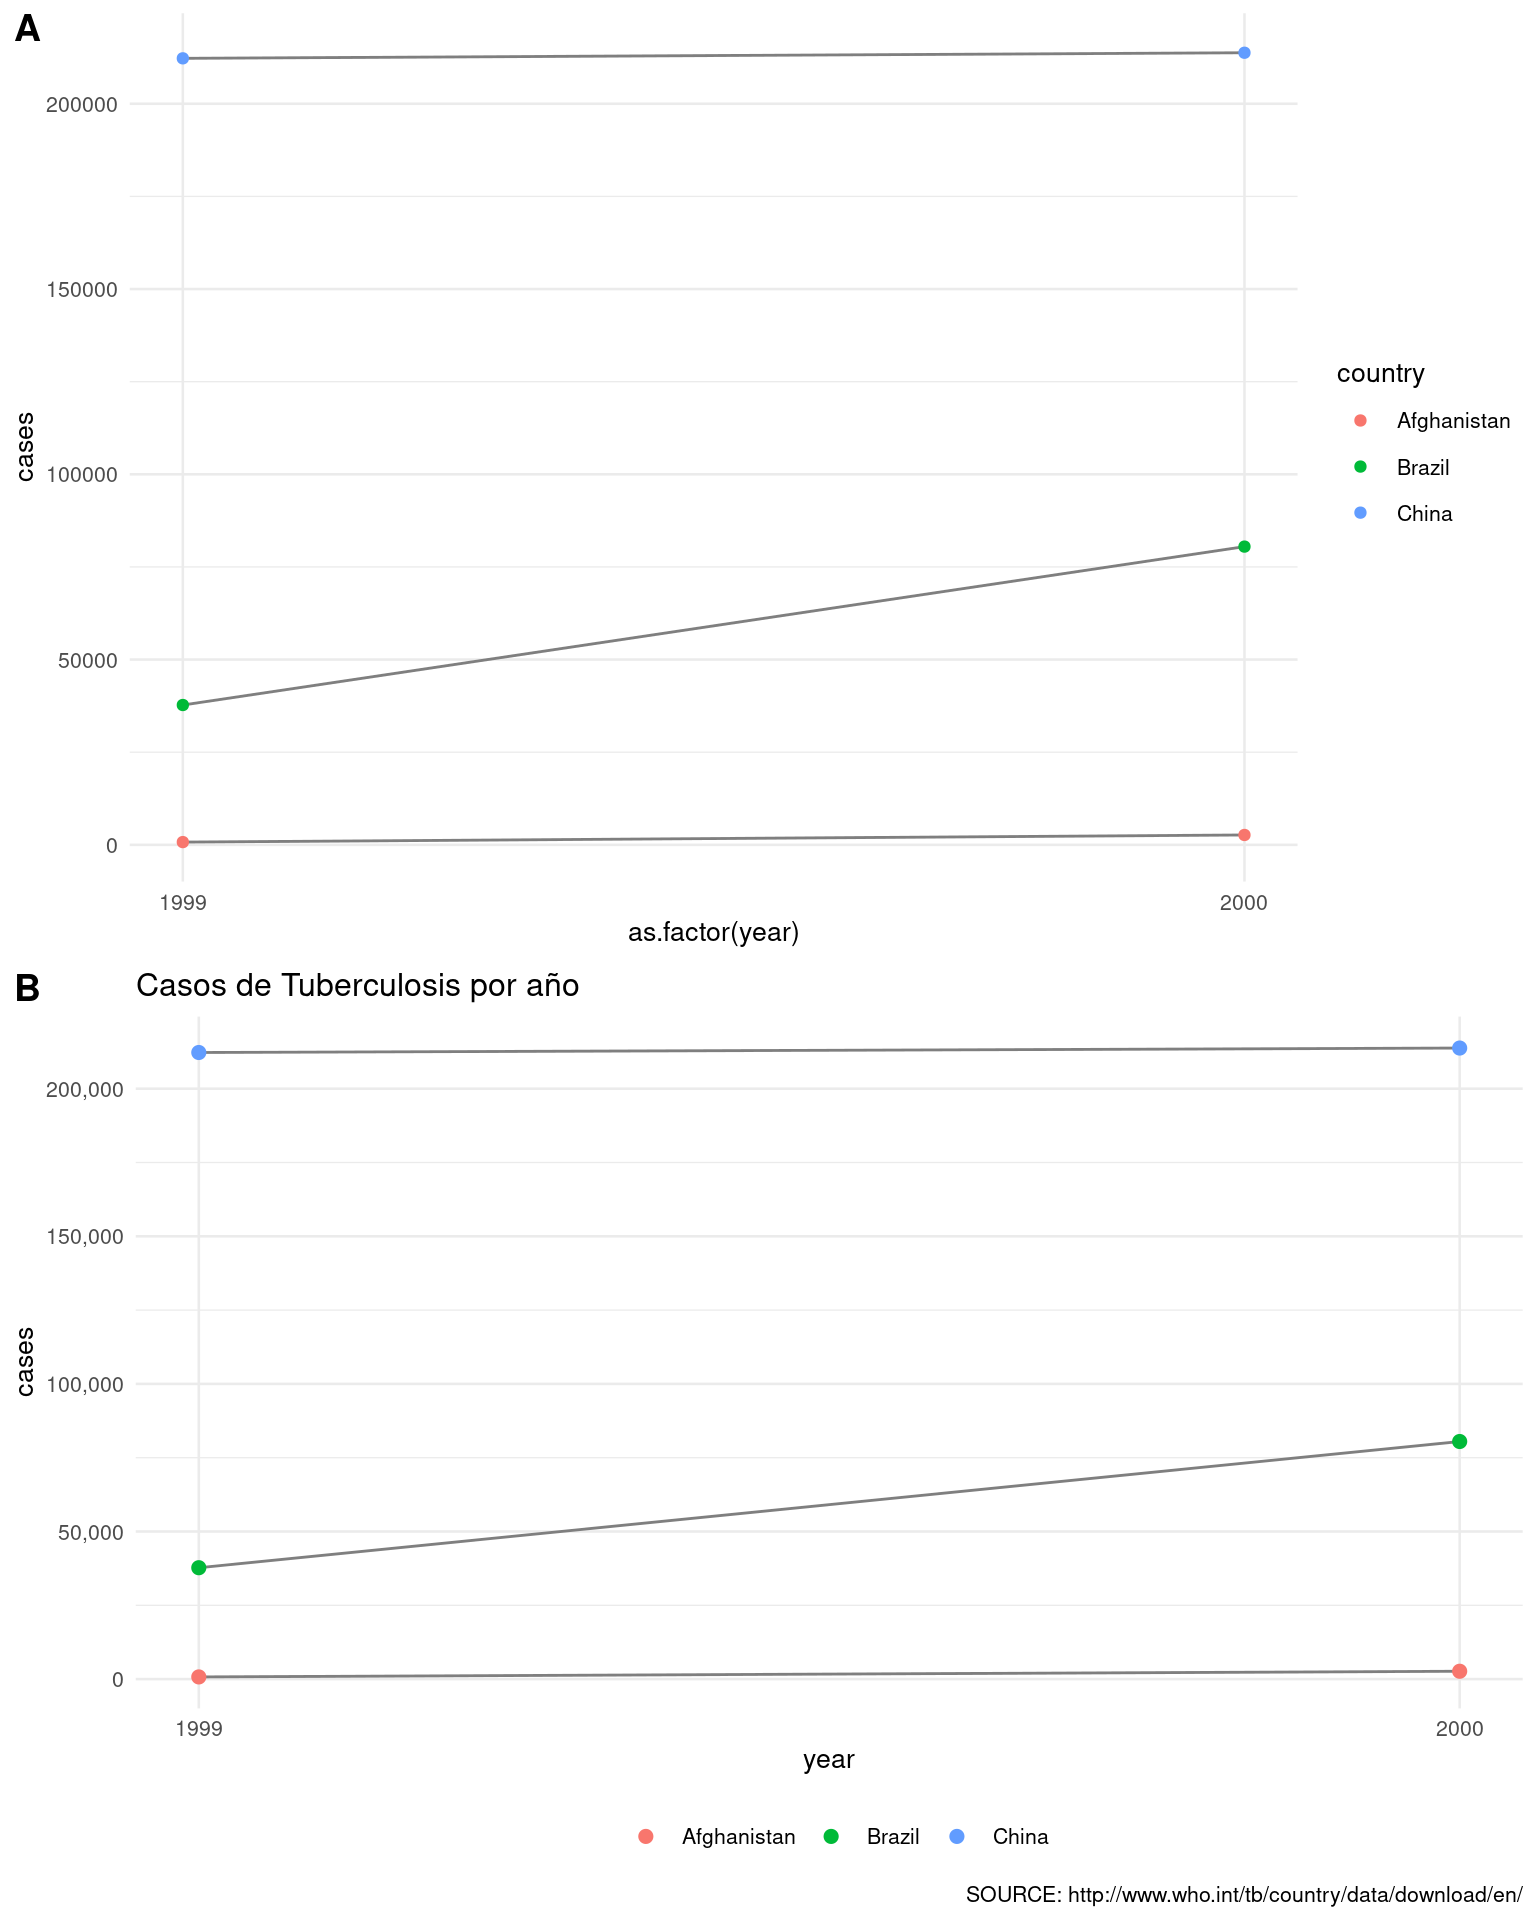 A
200000
150000
100000
50000
0
cases
1999
2000
as.factor(year)
country
Afghanistan
Brazil
China
B
Casos de Tuberculosis por año
200,000
150,000
100,000
50,000
0
cases
1999
2000
year
Afghanistan
Brazil
China
SOURCE: http://www.who.int/tb/country/data/download/en/